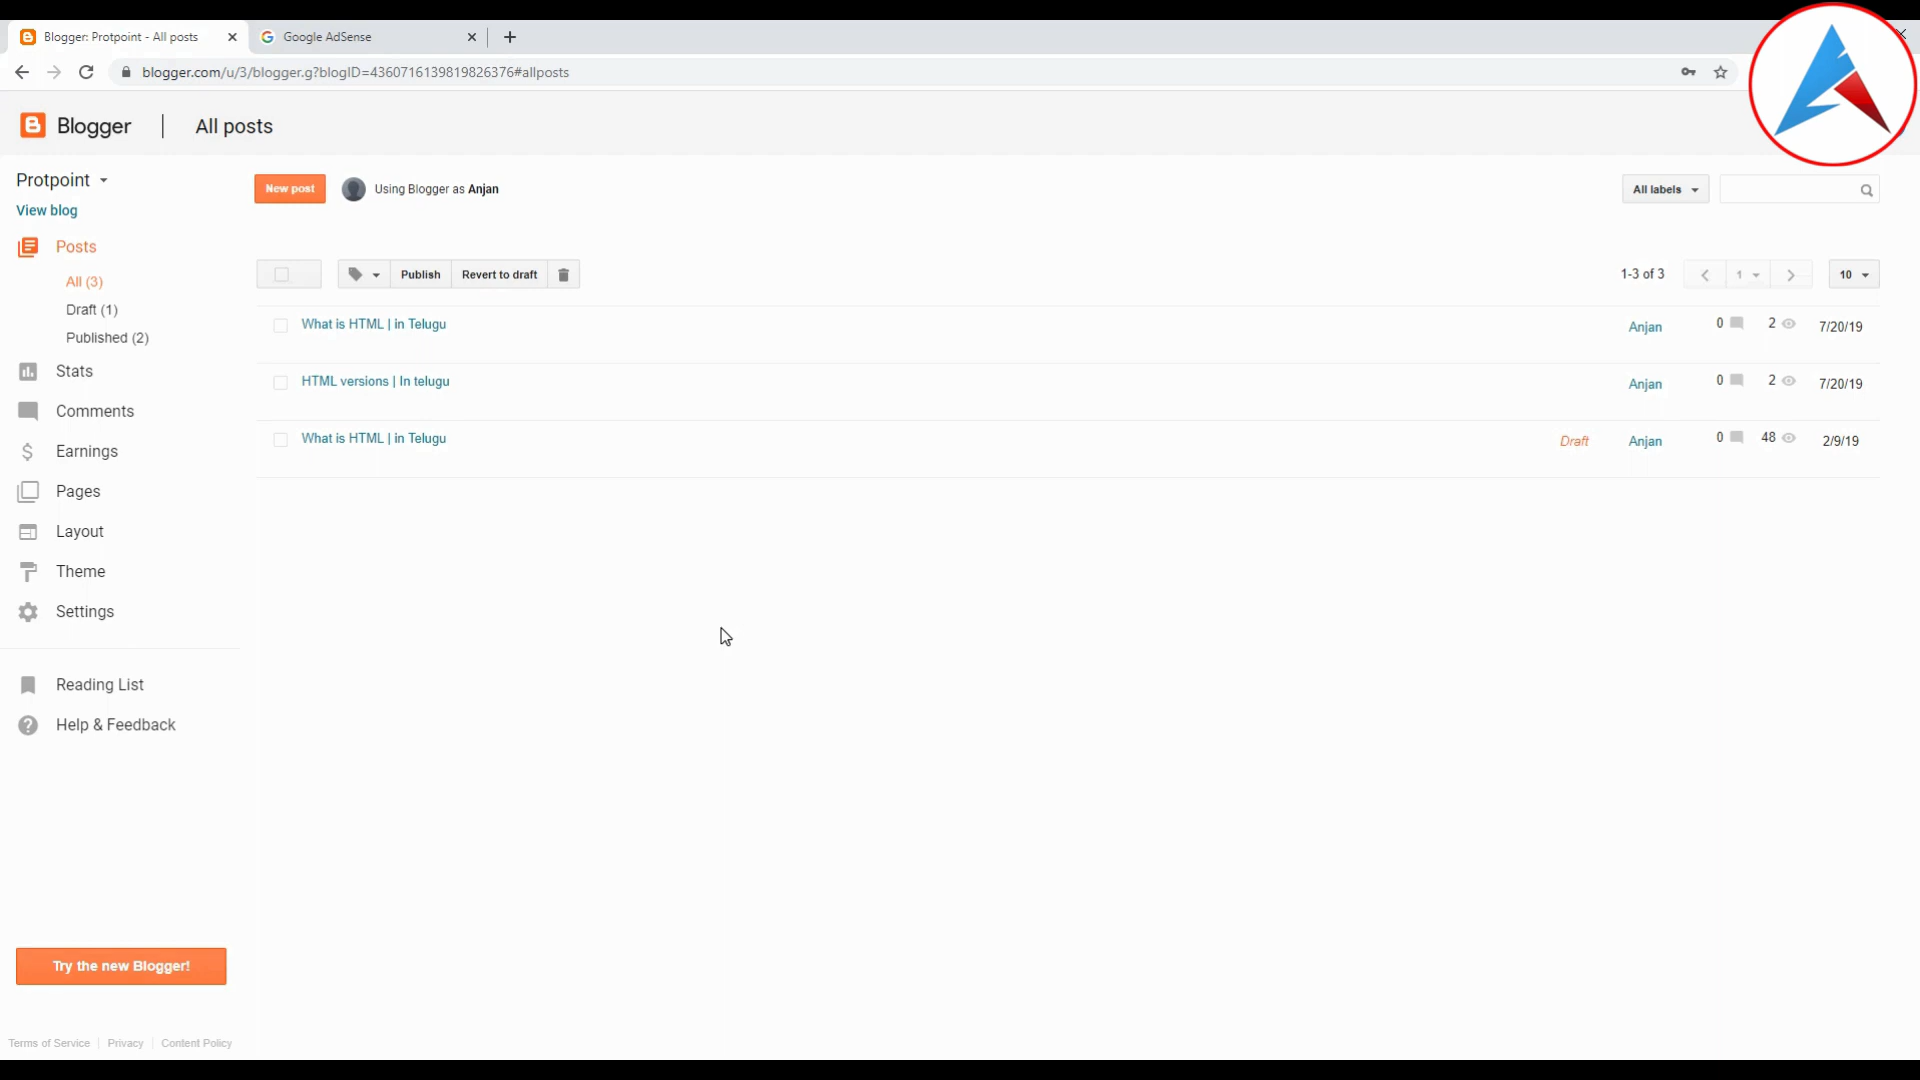 Blogger: Protpoint - All posts
Google AdSense
blogger.com/u/3/blogger.g?blogID=4360716139819826376#allposts
Blogger
All posts
Protpoint
View blog
New post
Using Blogger as Anjan
All labels
Posts
All (3)
Draft (1)
Published (2)
Stats
Comments
Earnings
Pages
Layout
Theme
Settings
Reading List
Help & Feedback
Try the new Blogger!
Terms of Service
Privacy
Content Policy
Publish
Revert to draft
1-3 of 3
1
10
What is HTML | in Telugu
Anjan
0
2
7/20/19
HTML versions | In telugu
Anjan
0
2
7/20/19
What is HTML | in Telugu
Draft
Anjan
0
48
2/9/19